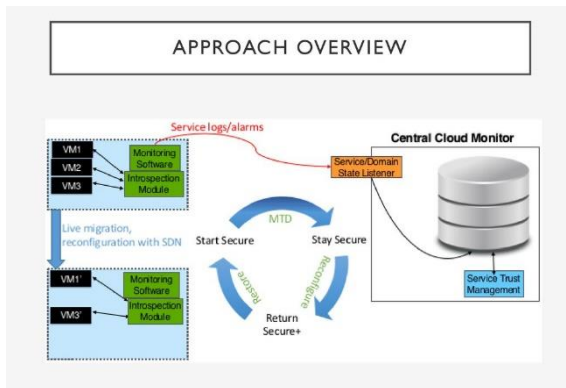 APPROACH OVERVIEW
Service logs/alarms
Central Cloud Monitor
VM1
VM2
VM3
Monitoring
Software
Introspection
Module
Service/Domain
State Listener
MTD
Live migration,
reconfiguration with SDN
Start Secure
Stay Secure
Restore
Reconfigure
Return
Secure+
VM1'
VM3'
Monitoring
Software
Introspection
Module
Service Trust
Management